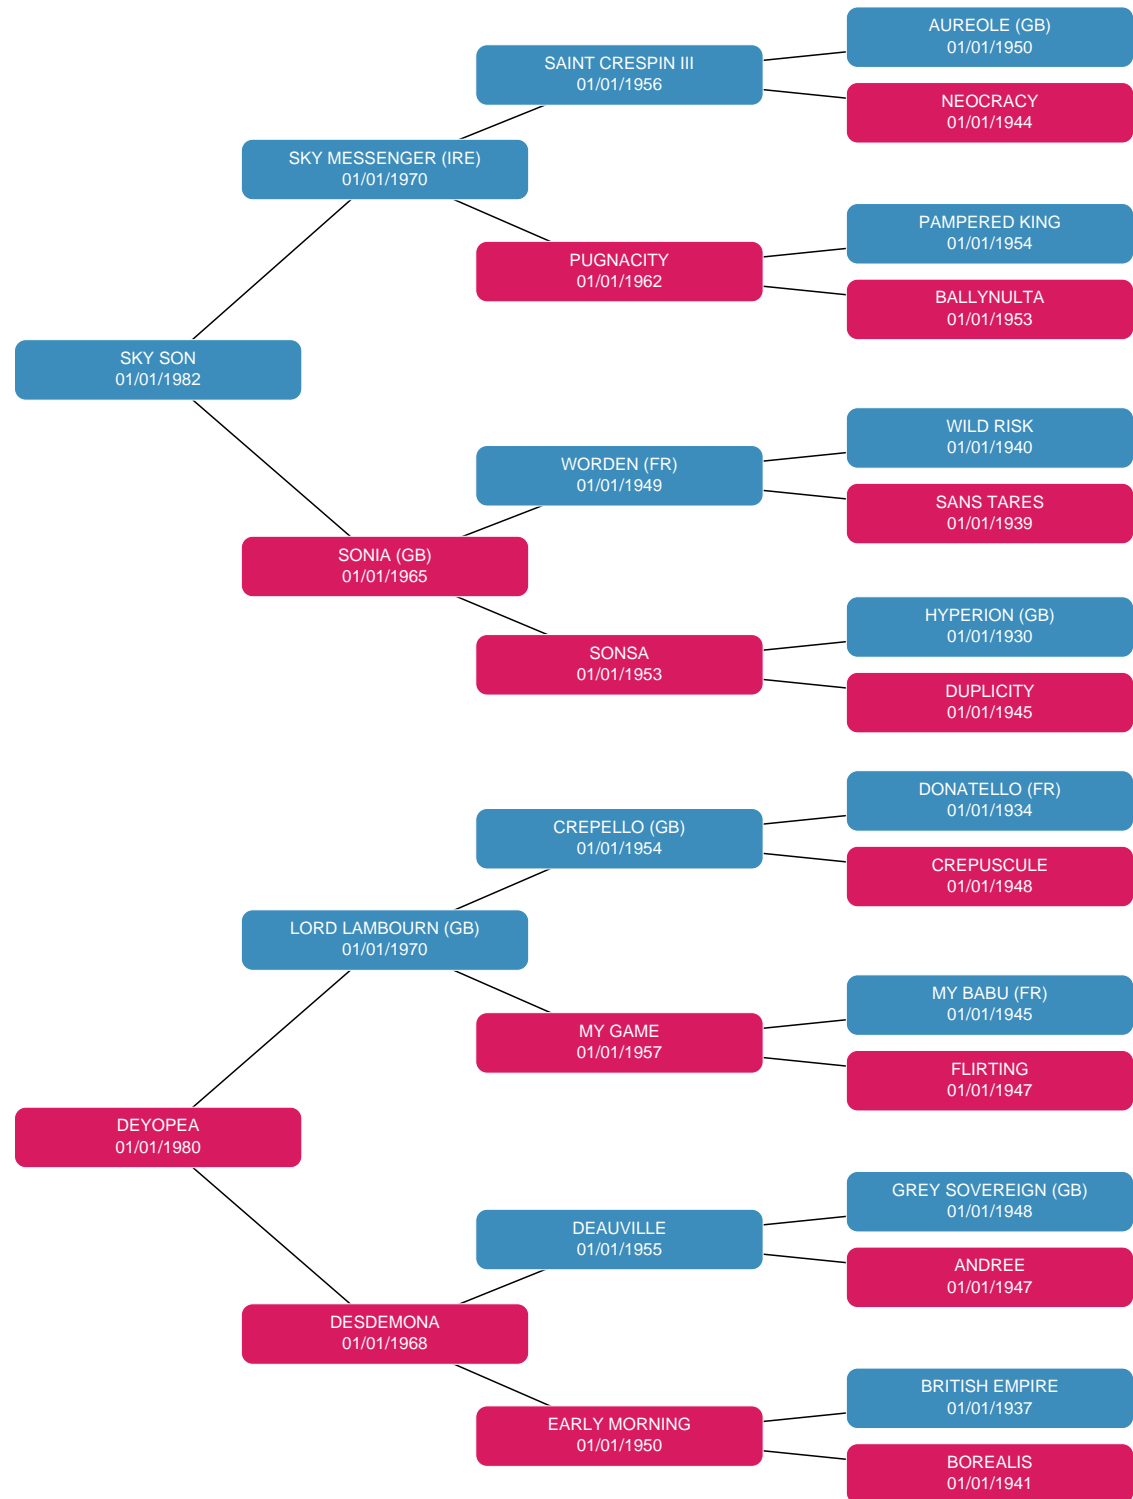 AUREOLE (GB)
01/01/1950
SAINT CRESPIN III
01/01/1956
NEOCRACY
01/01/1944
SKY MESSENGER (IRE)
01/01/1970
PAMPERED KING
01/01/1954
PUGNACITY
01/01/1962
BALLYNULTA
01/01/1953
SKY SON
01/01/1982
WILD RISK
01/01/1940
WORDEN (FR)
01/01/1949
SANS TARES
01/01/1939
SONIA (GB)
01/01/1965
HYPERION (GB)
01/01/1930
SONSA
01/01/1953
DUPLICITY
01/01/1945
DONATELLO (FR)
01/01/1934
CREPELLO (GB)
01/01/1954
CREPUSCULE
01/01/1948
LORD LAMBOURN (GB)
01/01/1970
MY BABU (FR)
01/01/1945
MY GAME
01/01/1957
FLIRTING
01/01/1947
DEYOPEA
01/01/1980
GREY SOVEREIGN (GB)
01/01/1948
DEAUVILLE
01/01/1955
ANDREE
01/01/1947
DESDEMONA
01/01/1968
BRITISH EMPIRE
01/01/1937
EARLY MORNING
01/01/1950
BOREALIS
01/01/1941